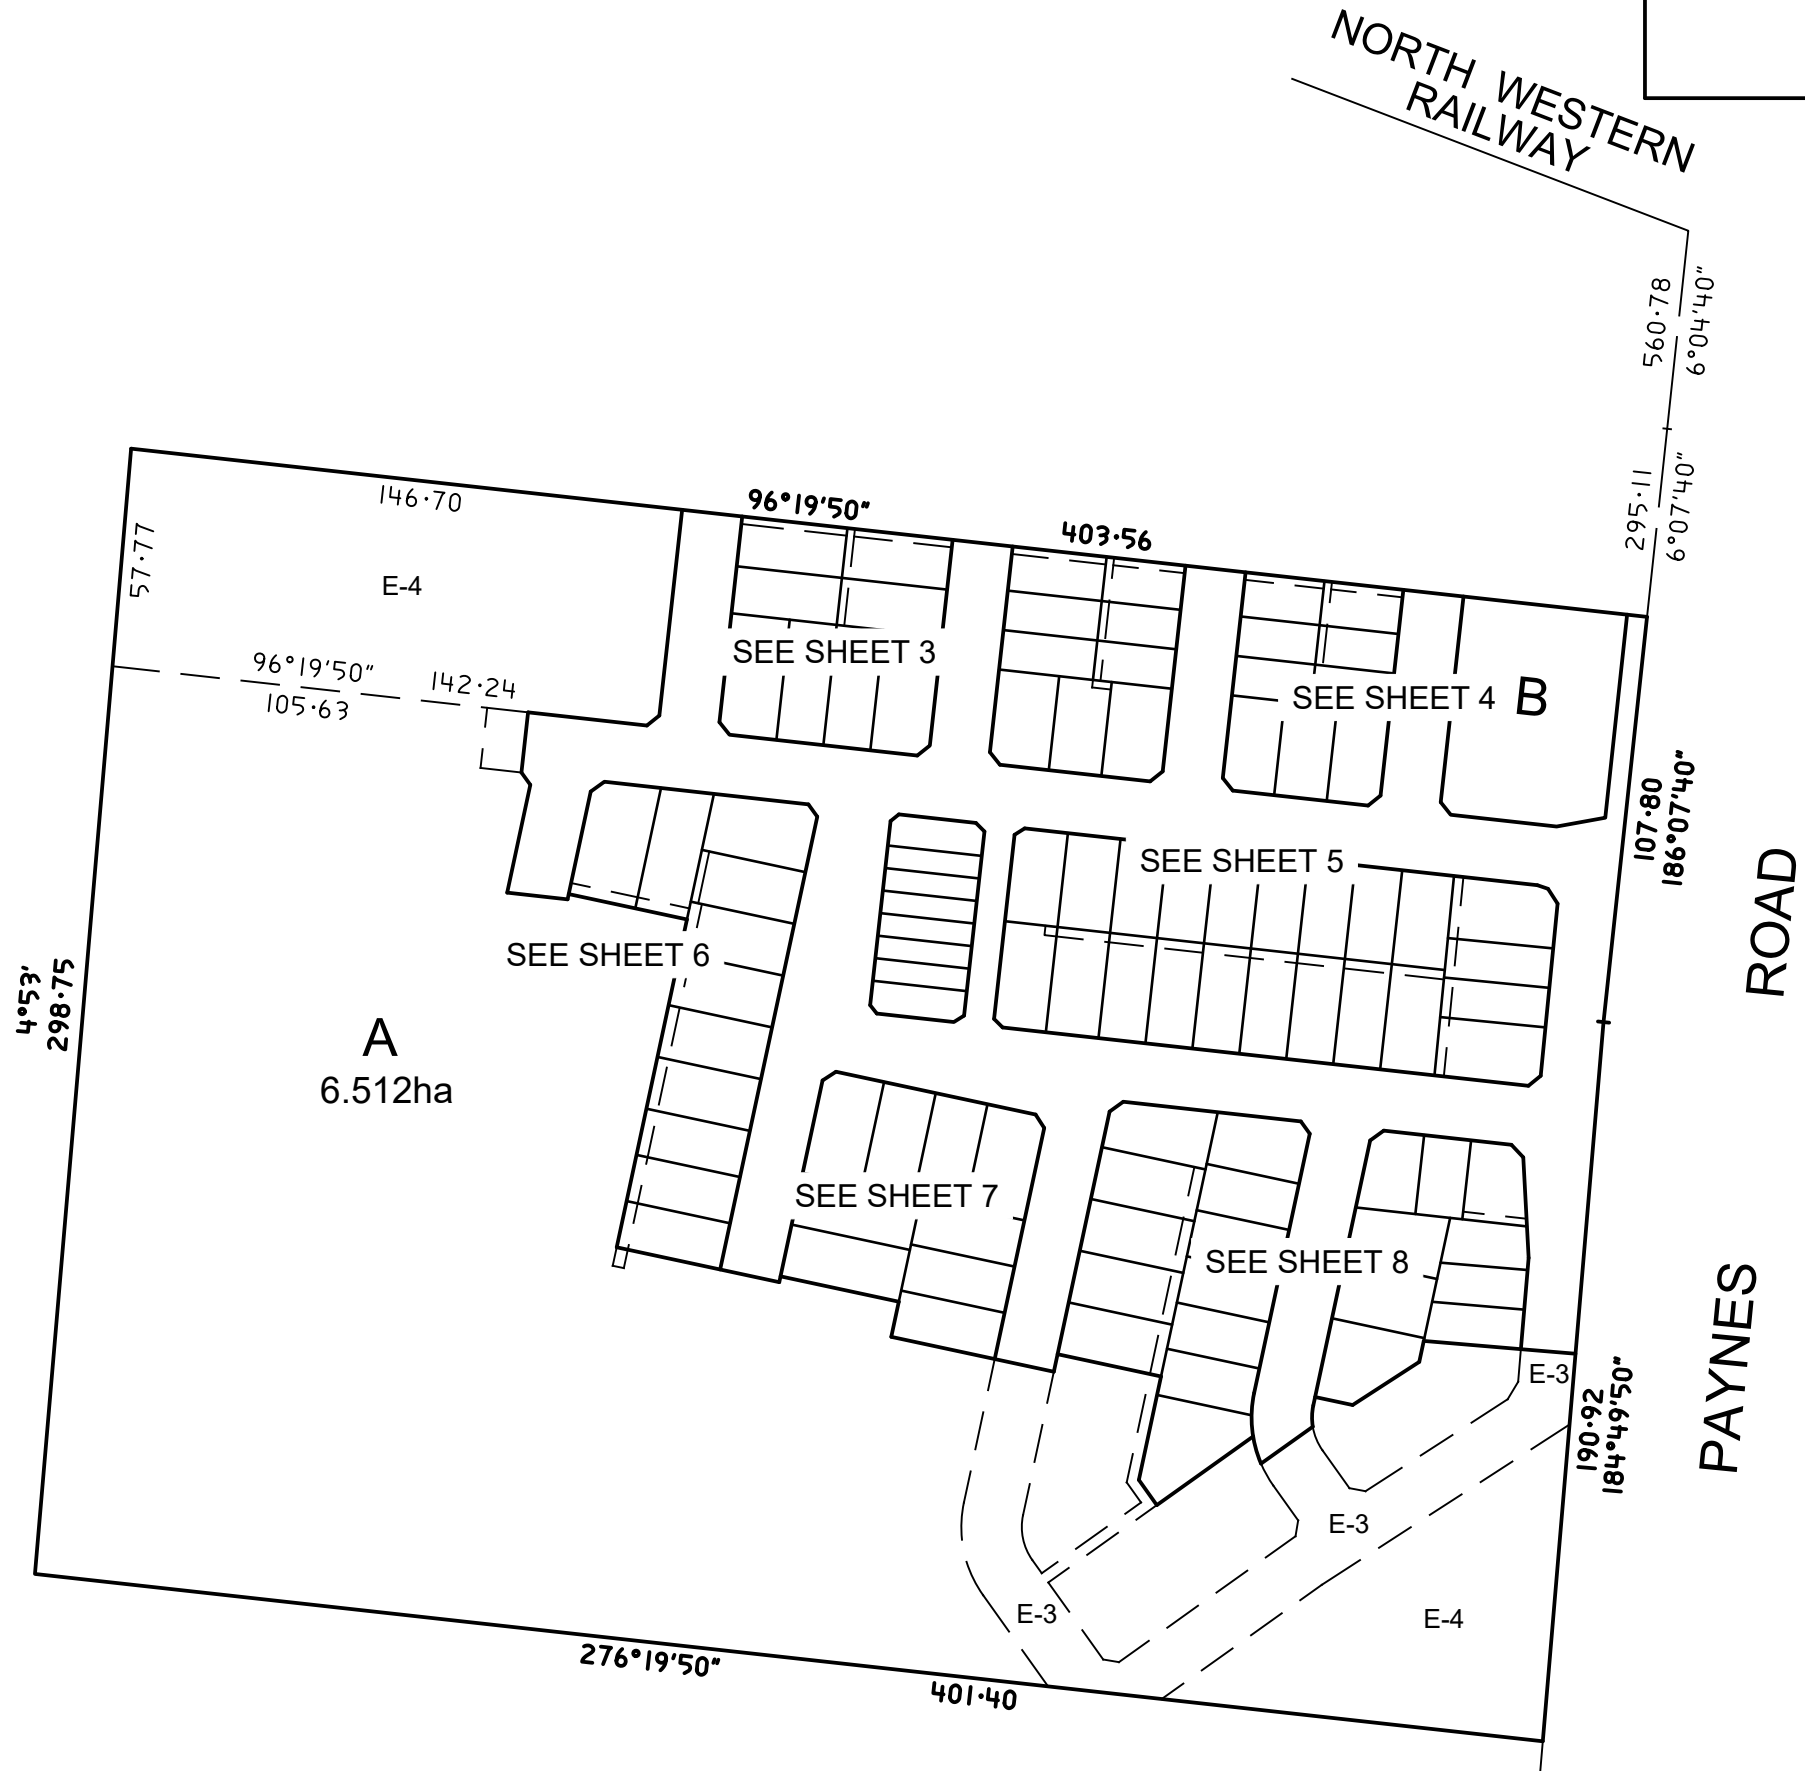 NORTH WESTERN
RAILWAY
560·78
6°04'40"
295·11
6°07'40"
146·70
96°19'50"
403·56
57·77
E-4
96°19'50"
142·24
105·63
SEE SHEET 3
SEE SHEET 4
B
107·80
186°07'40"
SEE SHEET 5
ROAD
SEE SHEET 6
4°53'
298·75
A
6.512ha
SEE SHEET 7
SEE SHEET 8
PAYNES
E-3
190·92
184°49'50"
E-3
E-3
E-4
276°19'50"
401·40